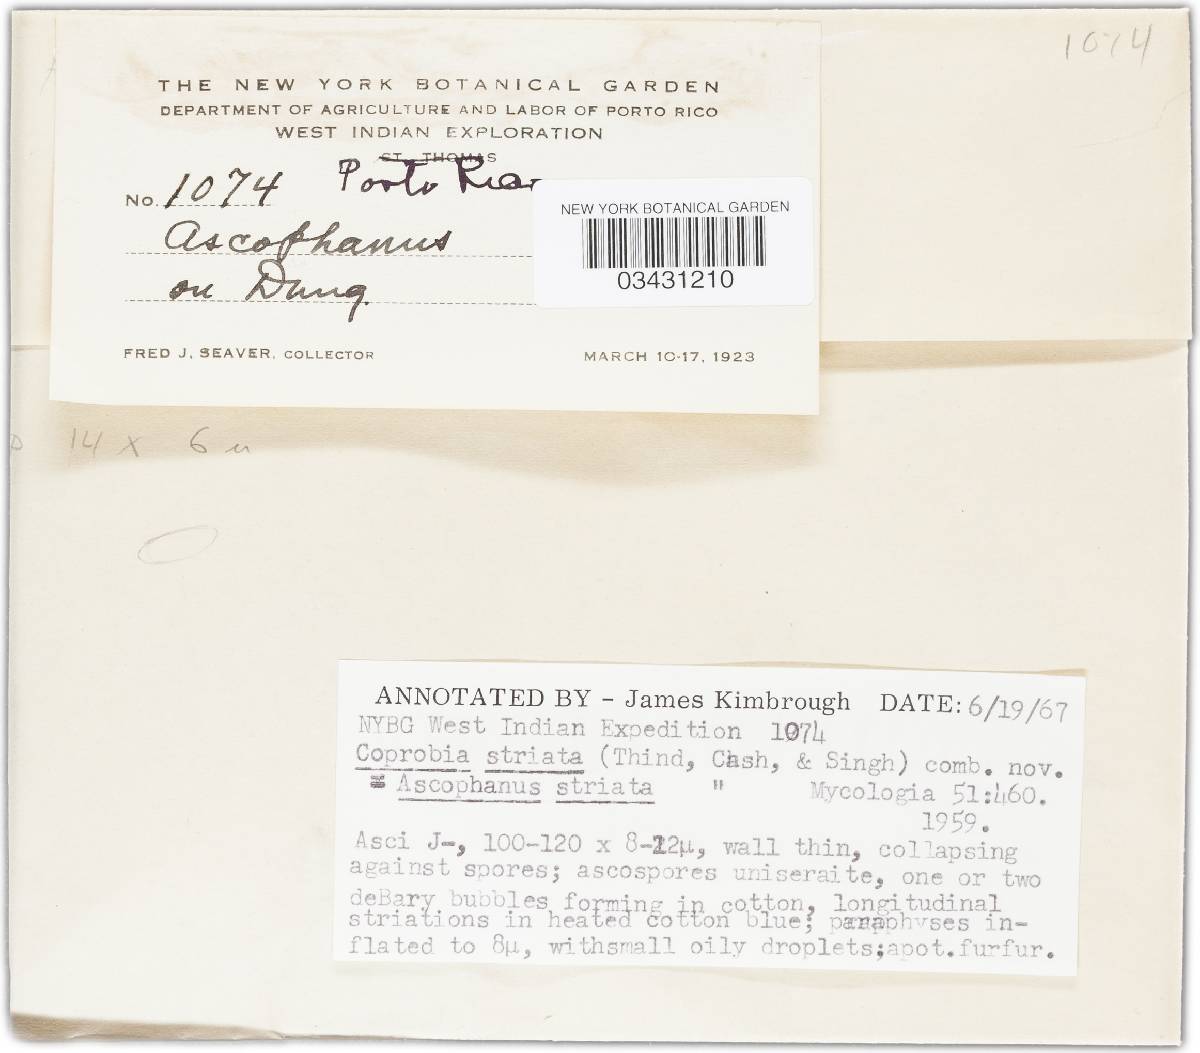 1074
THE NEW YORK BOTANICAL GARDEN
DEPARTMENT OF AGRICULTURE AND LABOR OF PORTO RICO
WEST INDIAN EXPLORATION
ST. THOMAS
No. 1074 Porto Rico
NEW YORK BOTANICAL GARDEN
03431210
Ascophanus
on Dung.
FRED J. SEAVER, COLLECTOR MARCH 10-17, 1923
14 x 6 u
ANNOTATED BY - James Kimbrough DATE: 6/19/67
NYBG West Indian Expedition 1074
Coprobia striata (Thind, Cash, & Singh) comb. nov.
= Ascophanus striata " Mycologia 51:460.
1959.
Asci J-, 100-120 x 8-12µ, wall thin, collapsing
against spores; ascospores uniseraite, one or two
deBary bubbles forming in cotton, longitudinal
striations in heated cotton blue; paraphyses in-
flated to 8µ, withsmall oily droplets;apot.furfur.